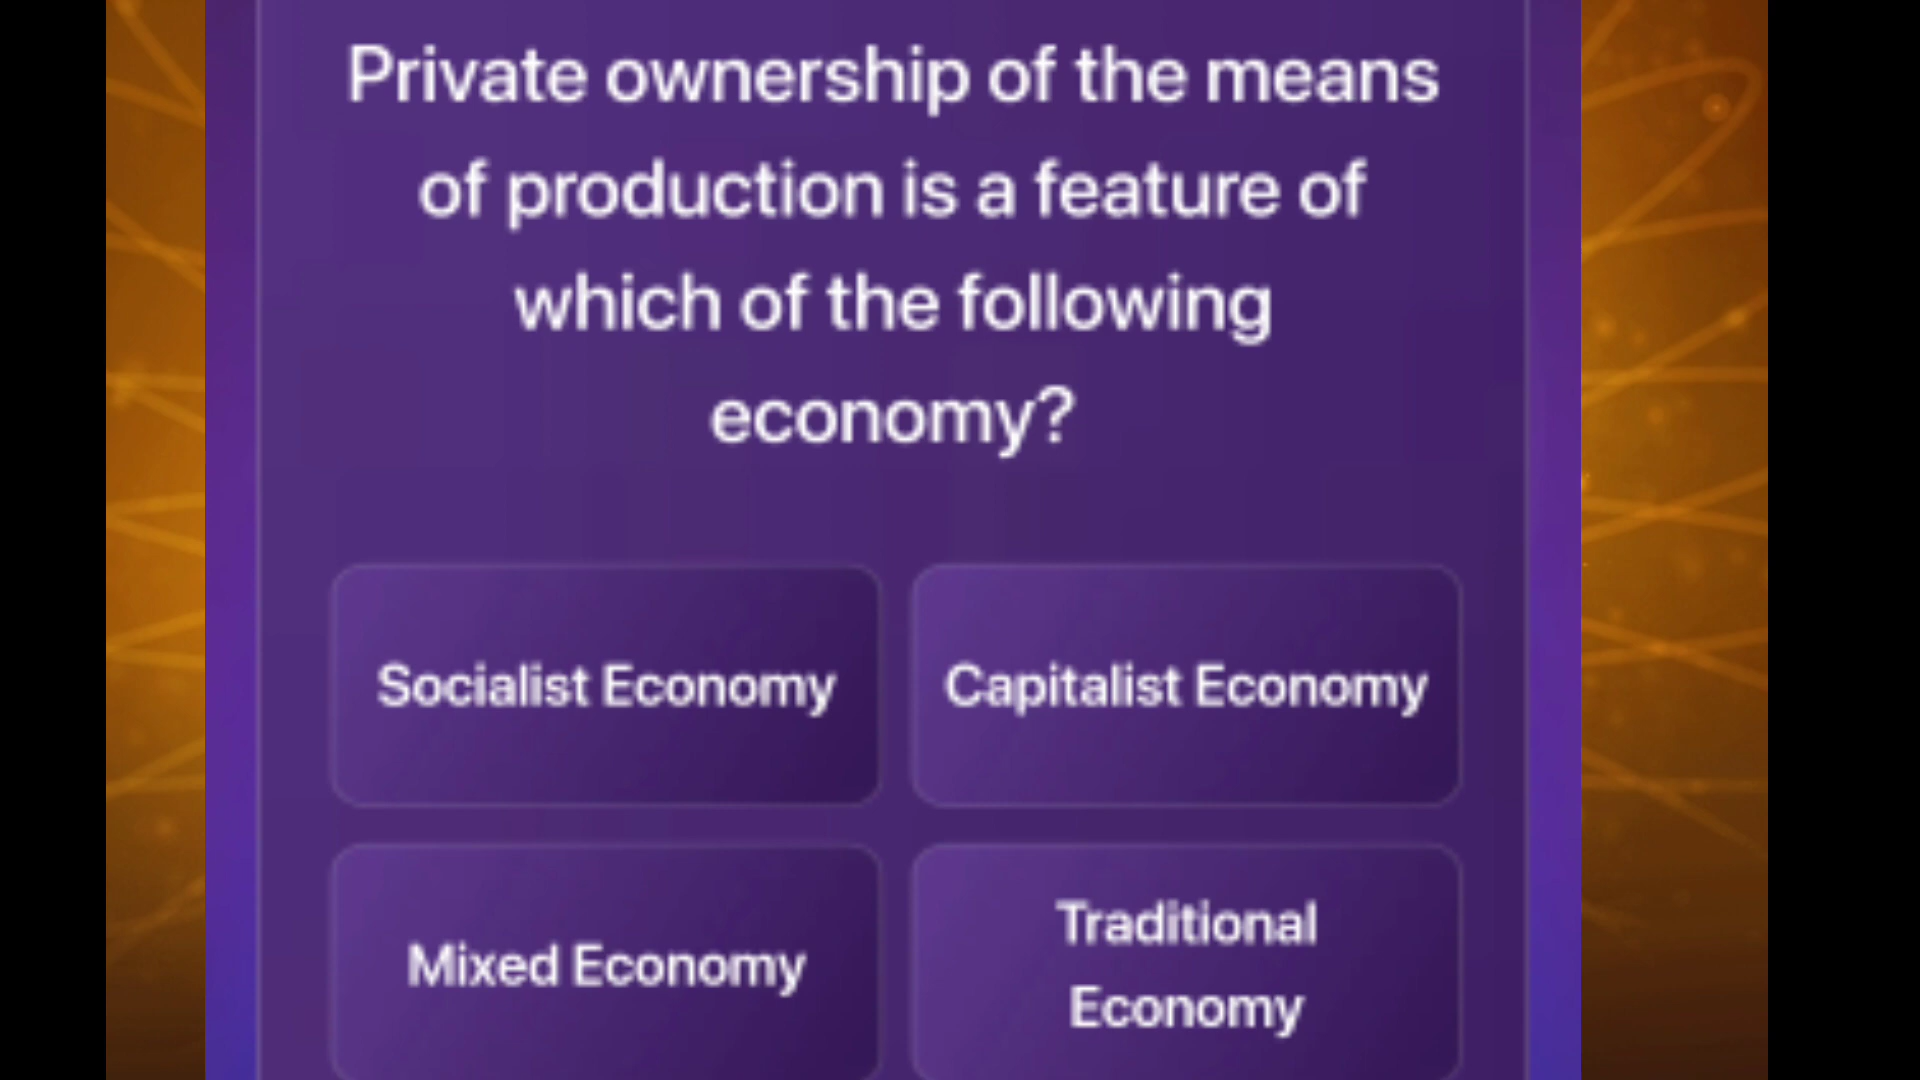 Private ownership of the means
of production is a feature of
which of the following
economy?
Socialist Economy
Capitalist Economy
Mixed Economy
Traditional
Economy